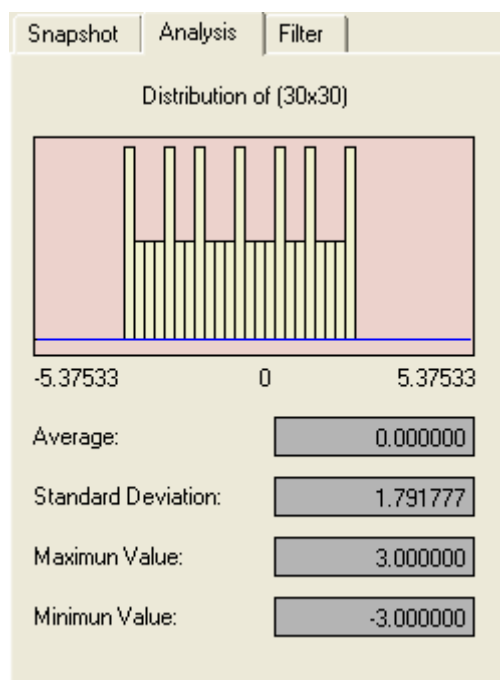 Snapshot Analysis Filter
Distribution of (30x30)
-5.37533 0 5.37533
Average: 0.000000
Standard Deviation: 1.791777
Maximun Value: 3.000000
Minimun Value: -3.000000